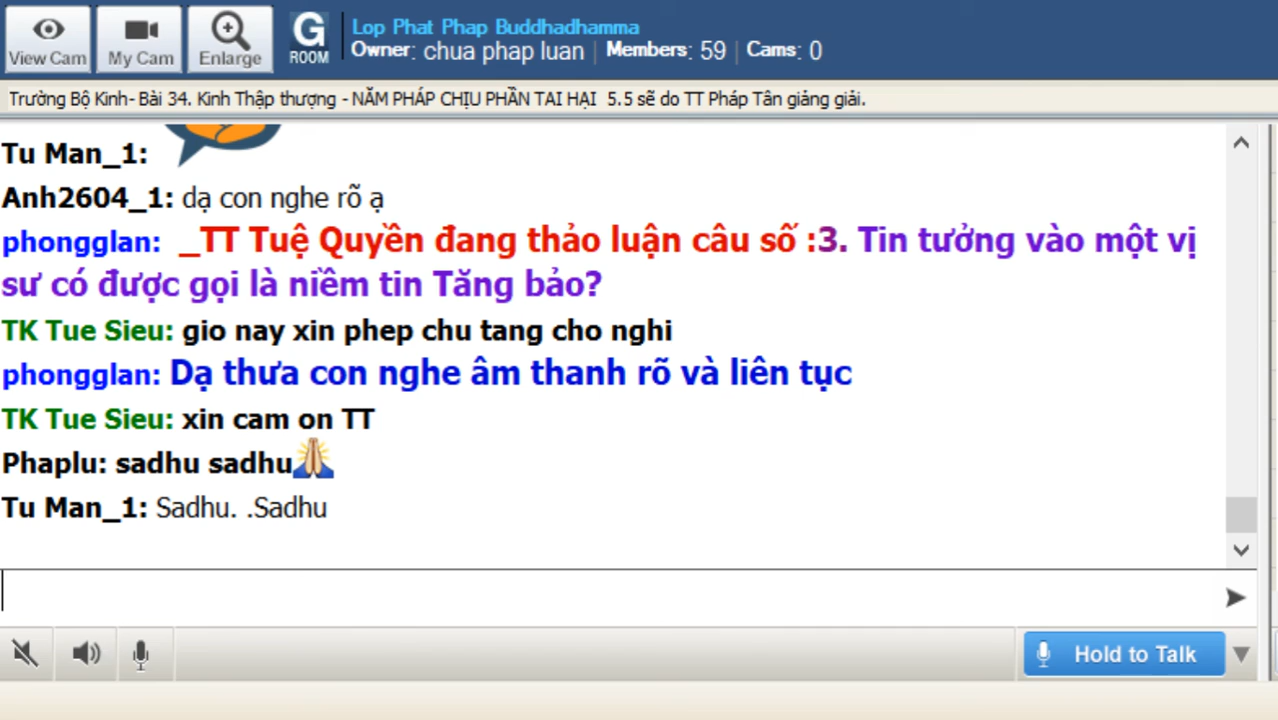 View Cam
My Cam
Enlarge
G
ROOM
Lop Phat Phap Buddhadhamma
Owner: chua phap luan | Members: 59 | Cams: 0
Trường Bộ Kinh- Bài 34. Kinh Thập thượng - NĂM PHÁP CHỊU PHẦN TAI HẠI 5.5 sẽ do TT Pháp Tân giảng giải.
Tu Man_1:
Anh2604_1: dạ con nghe rõ ạ
phongglan: _TT Tuệ Quyền đang thảo luận câu số :3. Tin tưởng vào một vị
sư có được gọi là niềm tin Tăng bảo?
TK Tue Sieu: gio nay xin phep chu tang cho nghi
phongglan: Dạ thưa con nghe âm thanh rõ và liên tục
TK Tue Sieu: xin cam on TT
Phaplu: sadhu sadhu
Tu Man_1: Sadhu. .Sadhu
Hold to Talk